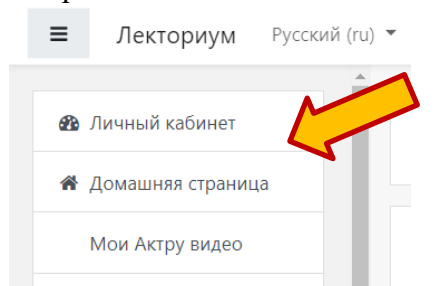 Лекториум Русский (ru)
Личный кабинет
Домашняя страница
Мои Актру видео